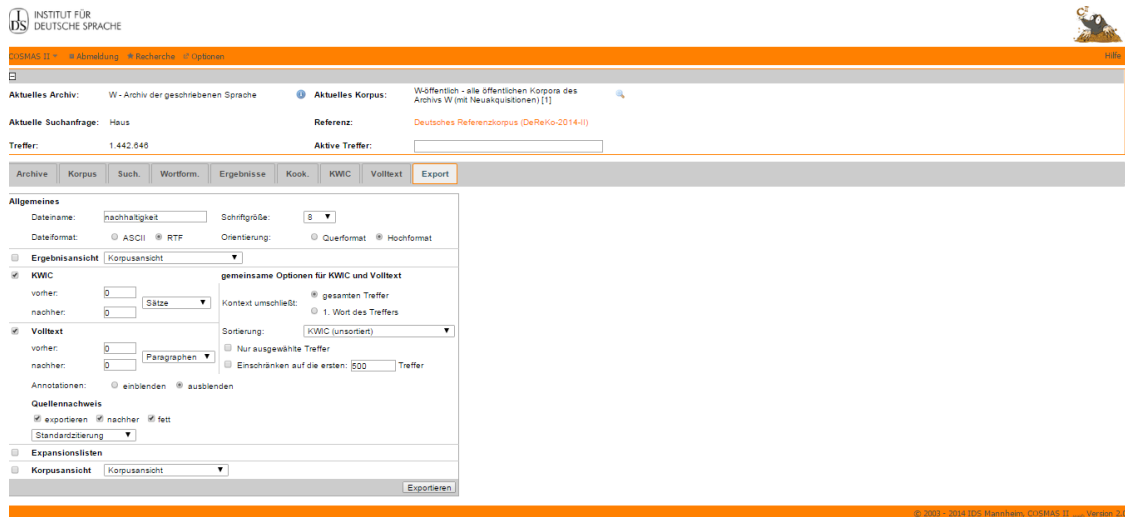 INSTITUT FÜR
DEUTSCHE SPRACHE
COSMAS II Abmeldung Recherche Optionen Hilfe
Aktuelles Archiv: W - Archiv der geschriebenen Sprache Aktuelles Korpus: W-öffentlich - alle öffentlichen Korpora des
Archivs W (mit Neuakquisitionen) [1]
Aktuelle Suchanfrage: Haus Referenz: Deutsches Referenzkorpus (DeReKo-2014-II)
Treffer: 1.442.646 Aktive Treffer:
Archive Korpus Such. Wortform. Ergebnisse Kook. KWIC Volltext Export
Allgemeines
Dateiname: nachhaltigkeit Schriftgröße: 8
Dateiformat: ASCII RTF Orientierung: Querformat Hochformat
Ergebnisansicht Korpusansicht
KWIC gemeinsame Optionen für KWIC und Volltext
vorher: 0 Sätze Kontext umschließt: gesamten Treffer
nachher: 0 1. Wort des Treffers
Volltext Sortierung: KWIC (unsortiert)
vorher: 0 Paragraphen Nur ausgewählte Treffer
nachher: 0 Einschränken auf die ersten: 500 Treffer
Annotationen: einblenden ausblenden
Quellennachweis
exportieren nachher fett
Standardzitierung
Expansionslisten
Korpusansicht Korpusansicht
Exportieren
© 2003 - 2014 IDS Mannheim, COSMAS II Version 2.0